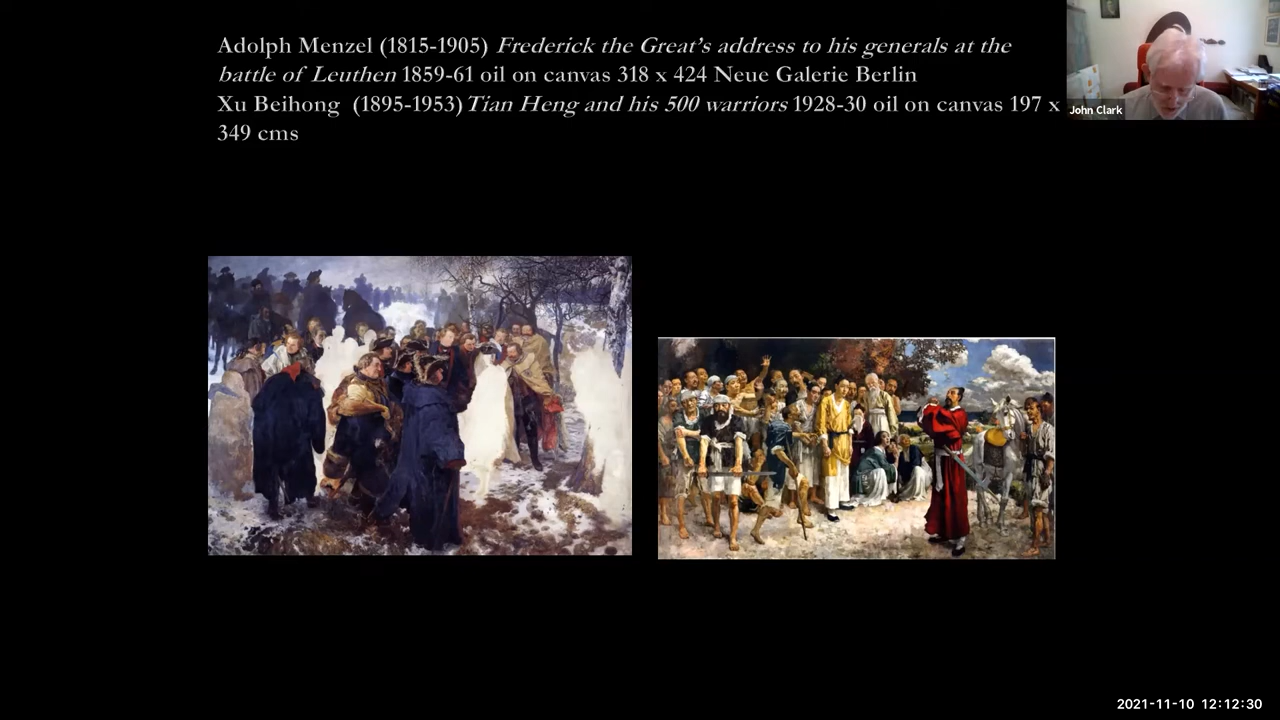 Adolph Menzel (1815-1905) Frederick the Great's address to his generals at the
battle of Leuthen 1859-61 oil on canvas 318 x 424 Neue Galerie Berlin
Xu Beihong (1895-1953) Tian Heng and his 500 warriors 1928-30 oil on canvas 197 x
349 cms
John Clark
2021-11-10 12:12:30